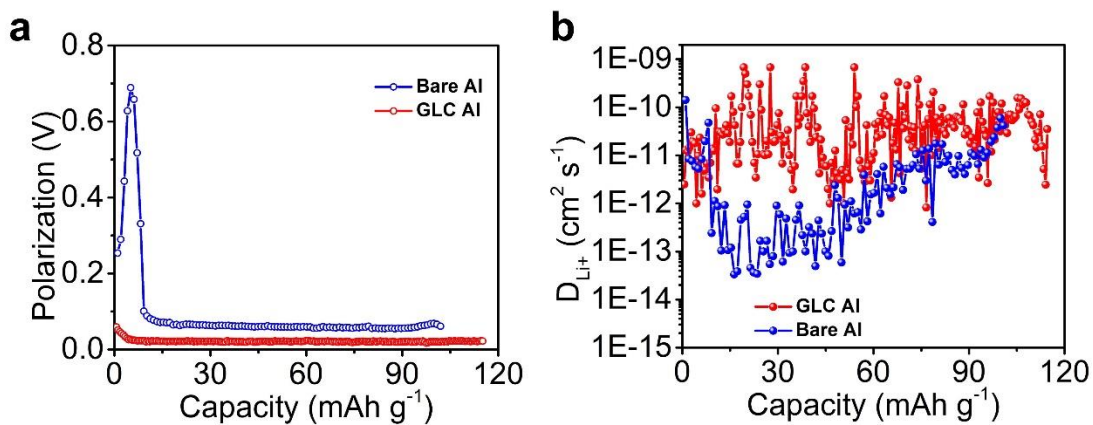 a
0.8
0.6
0.4
0.2
0.0
Polarization (V)
Bare Al
GLC Al
0 30 60 90 120
Capacity (mAh g⁻¹)
b
1E-09
1E-10
1E-11
1E-12
1E-13
1E-14
1E-15
D_Li+ (cm² s⁻¹)
GLC Al
Bare Al
0 30 60 90 120
Capacity (mAh g⁻¹)